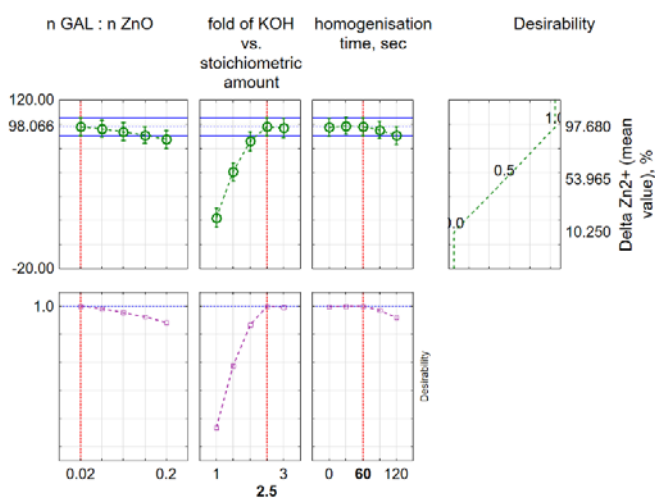 n GAL : n ZnO
fold of KOH
vs.
stoichiometric
amount
homogenisation
time, sec
Desirability
120.00
98.066
-20.00
1.0
0.5
0.0
97.680
53.965
10.250
Delta Zn2+ (mean
value), %
1.0
Desirability
0.02
0.2
1
3
2.5
0
60
120